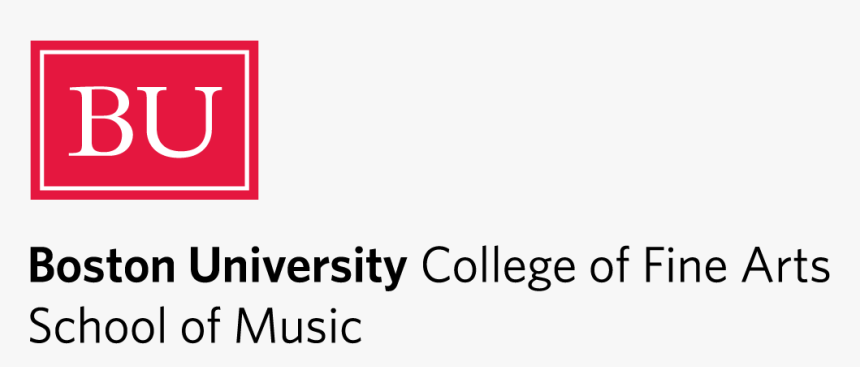 BU
Boston University College of Fine Arts
School of Music